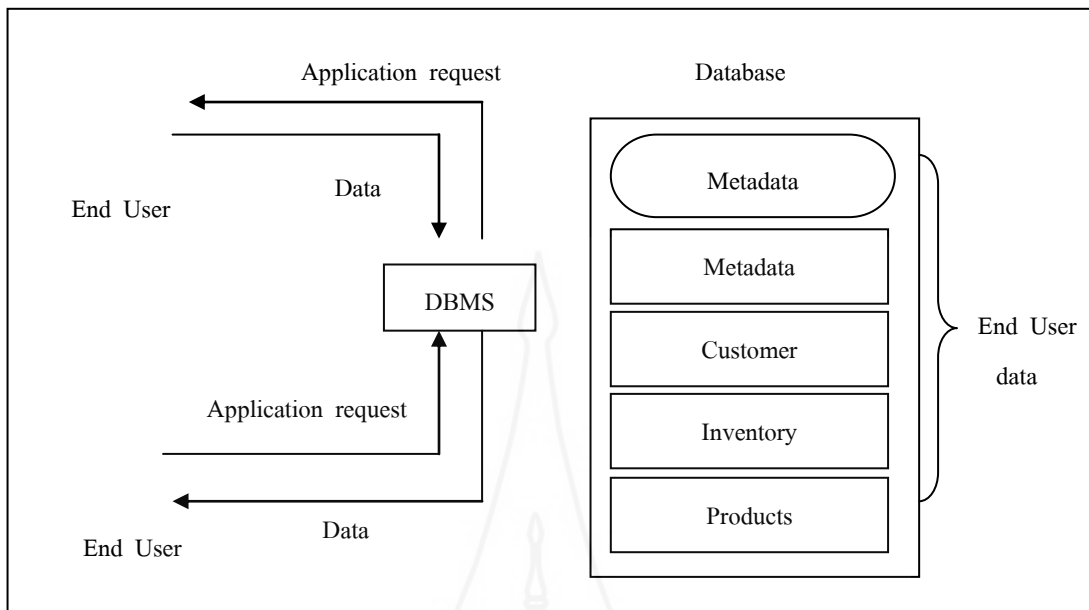 Application request
Database
Data
End User
Metadata
Metadata
DBMS
Customer
End User
data
Application request
Inventory
Products
Data
End User